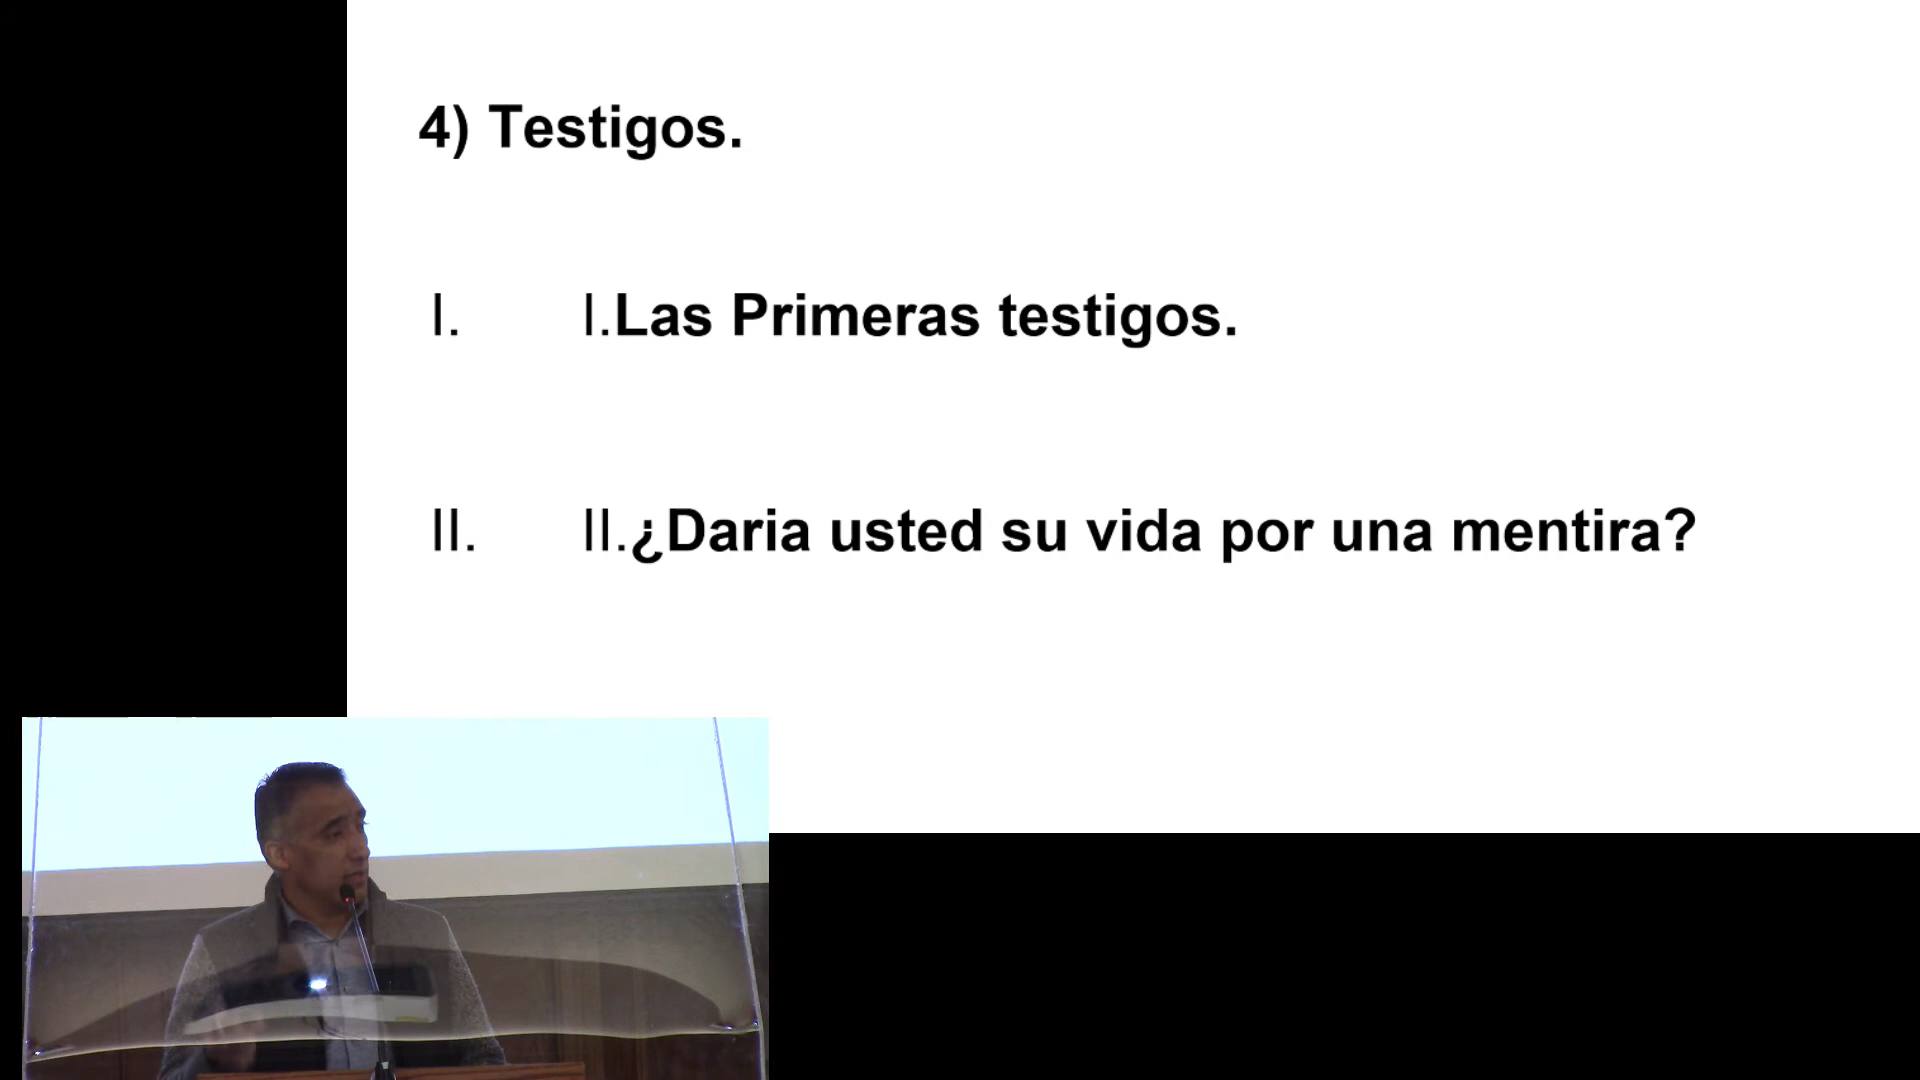 4) Testigos.
I. I.Las Primeras testigos.
II. II.¿Daria usted su vida por una mentira?